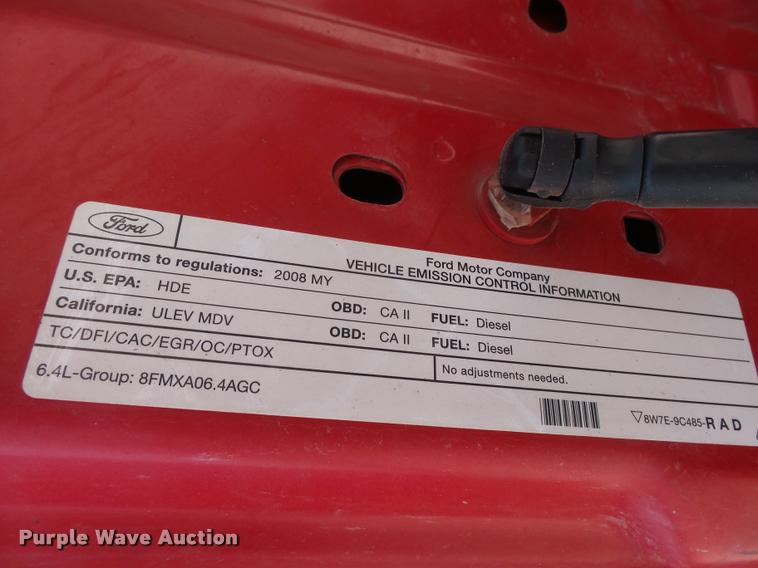 Ford
Ford Motor Company
VEHICLE EMISSION CONTROL INFORMATION
Conforms to regulations: 2008 MY
U.S. EPA: HDE OBD: CA II FUEL: Diesel
California: ULEV MDV OBD: CA II FUEL: Diesel
TC/DFI/CAC/EGR/OC/PTOX
No adjustments needed.
6.4L-Group: 8FMXA06.4AGC
▽8W7E-9C485-RAD
Purple Wave Auction